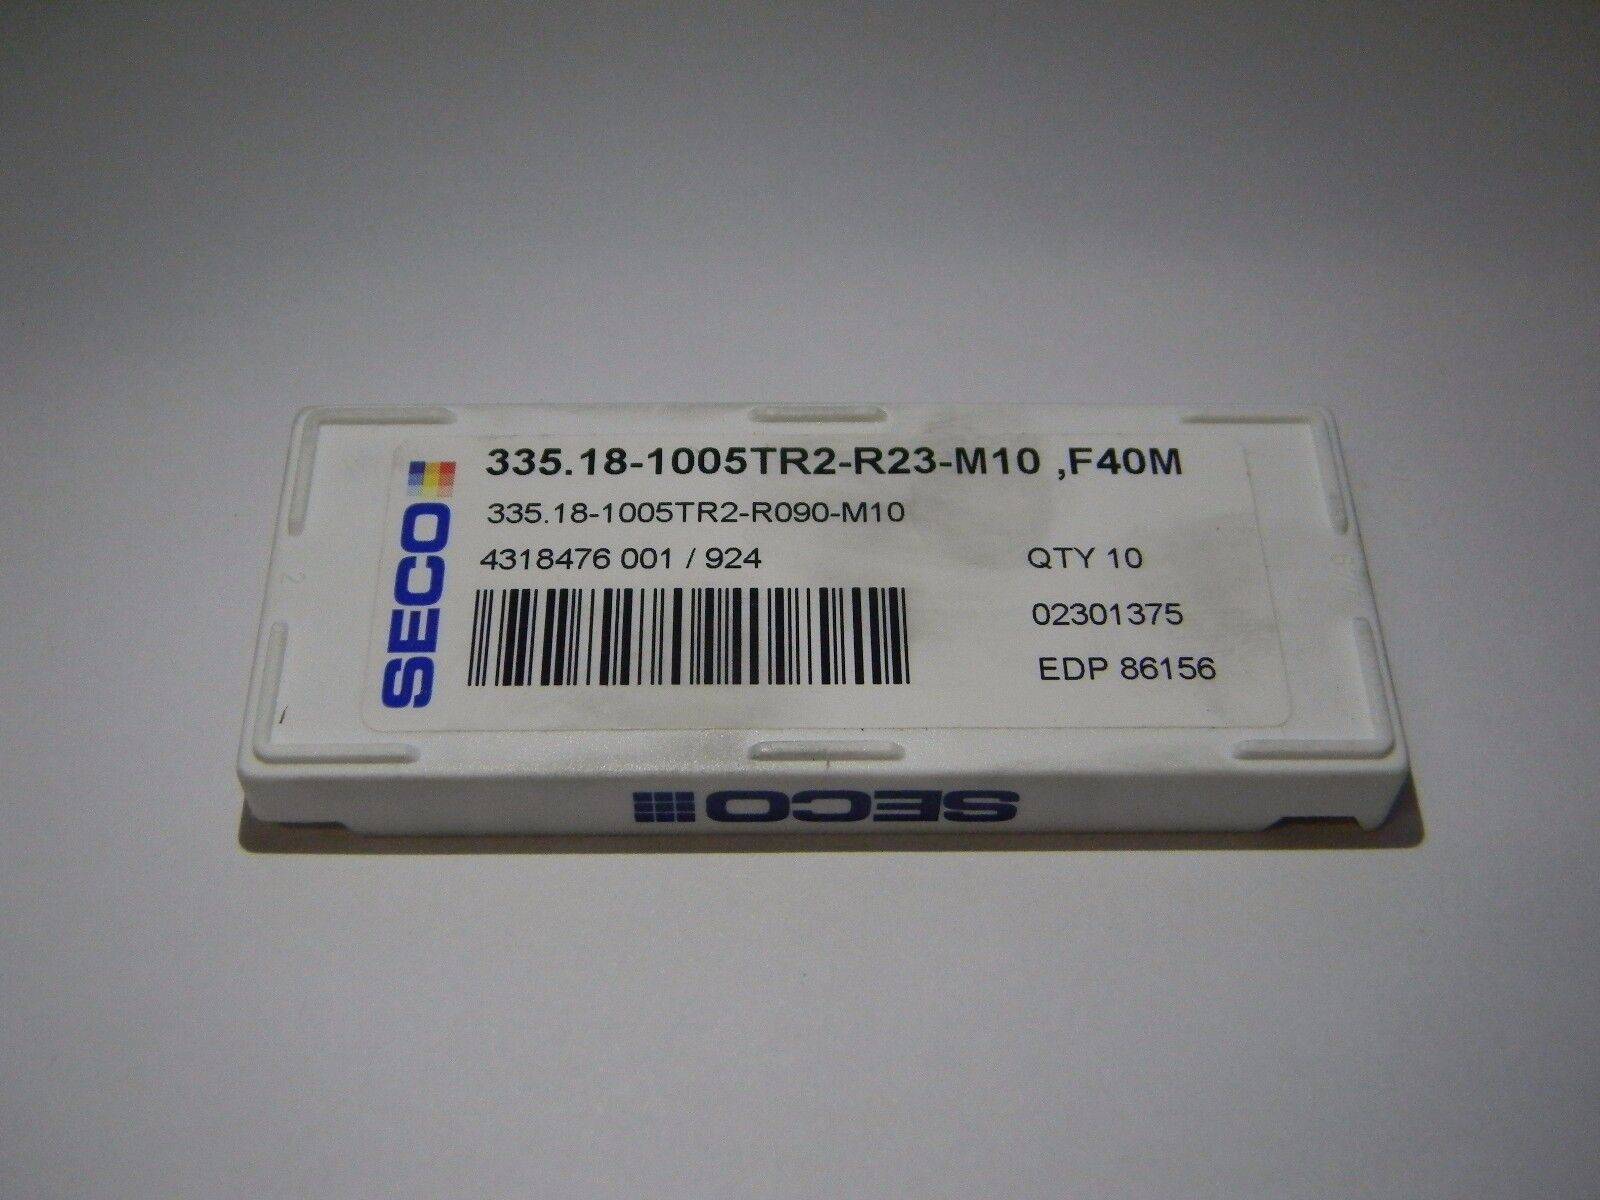 335.18-1005TR2-R23-M10 ,F40M
335.18-1005TR2-R090-M10
4318476 001 / 924
QTY 10
02301375
EDP 86156
SECO
SECO
2